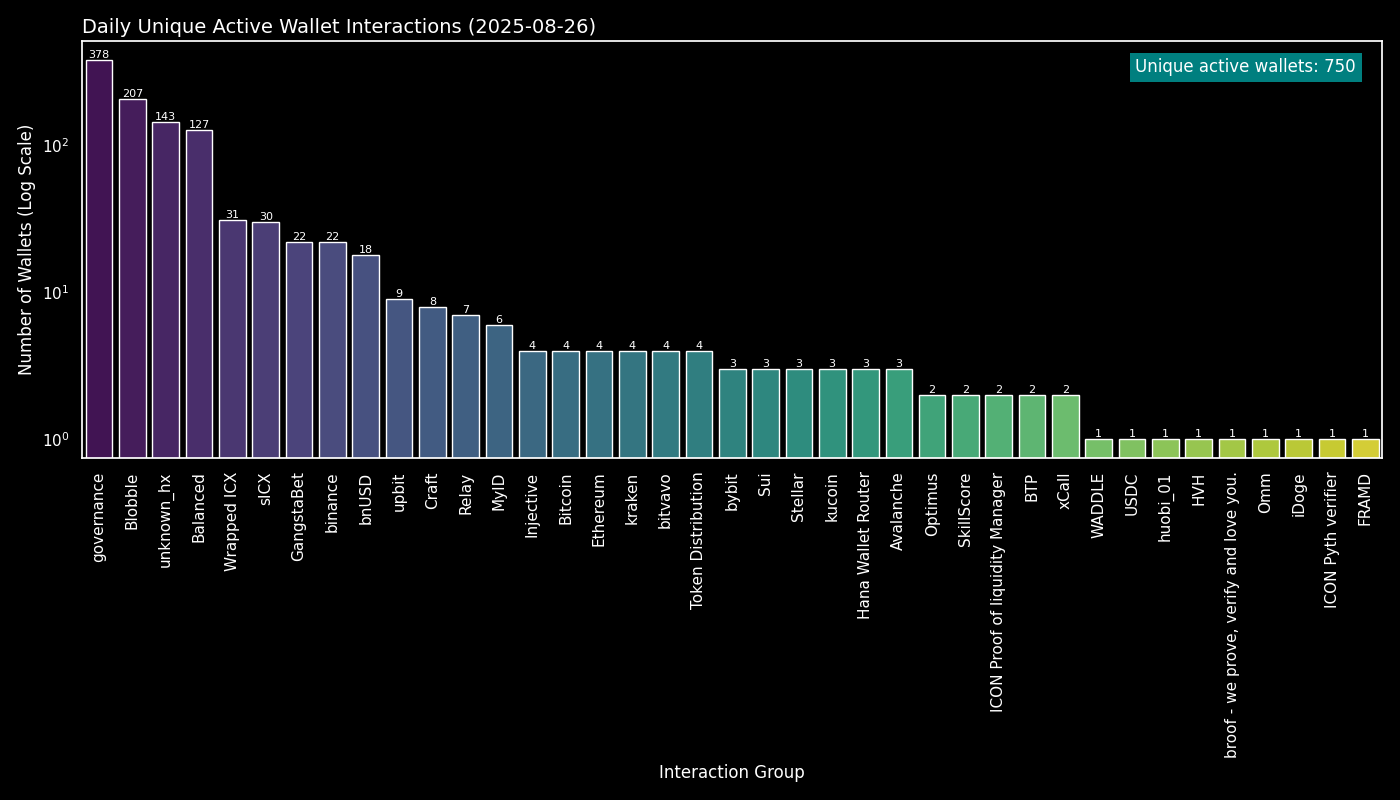 Daily Unique Active Wallet Interactions (2025-08-26)
Unique active wallets: 750
Number of Wallets (Log Scale)
10²
10¹
10⁰
378
207
143
127
31
30
22
22
18
9
8
7
6
4
4
4
4
4
4
3
3
3
3
3
3
2
2
2
2
2
1
1
1
1
1
1
1
1
1
governance
Blobble
unknown_hx
Balanced
Wrapped ICX
sICX
GangstaBet
binance
bnUSD
upbit
Craft
Relay
MyID
Injective
Bitcoin
Ethereum
kraken
bitvavo
Token Distribution
bybit
Sui
Stellar
kucoin
Hana Wallet Router
Avalanche
Optimus
SkillScore
ICON Proof of liquidity Manager
BTP
xCall
WADDLE
USDC
huobi_01
HVH
broof - we prove, verify and love you.
Omm
iDoge
ICON Pyth verifier
FRAMD
Interaction Group